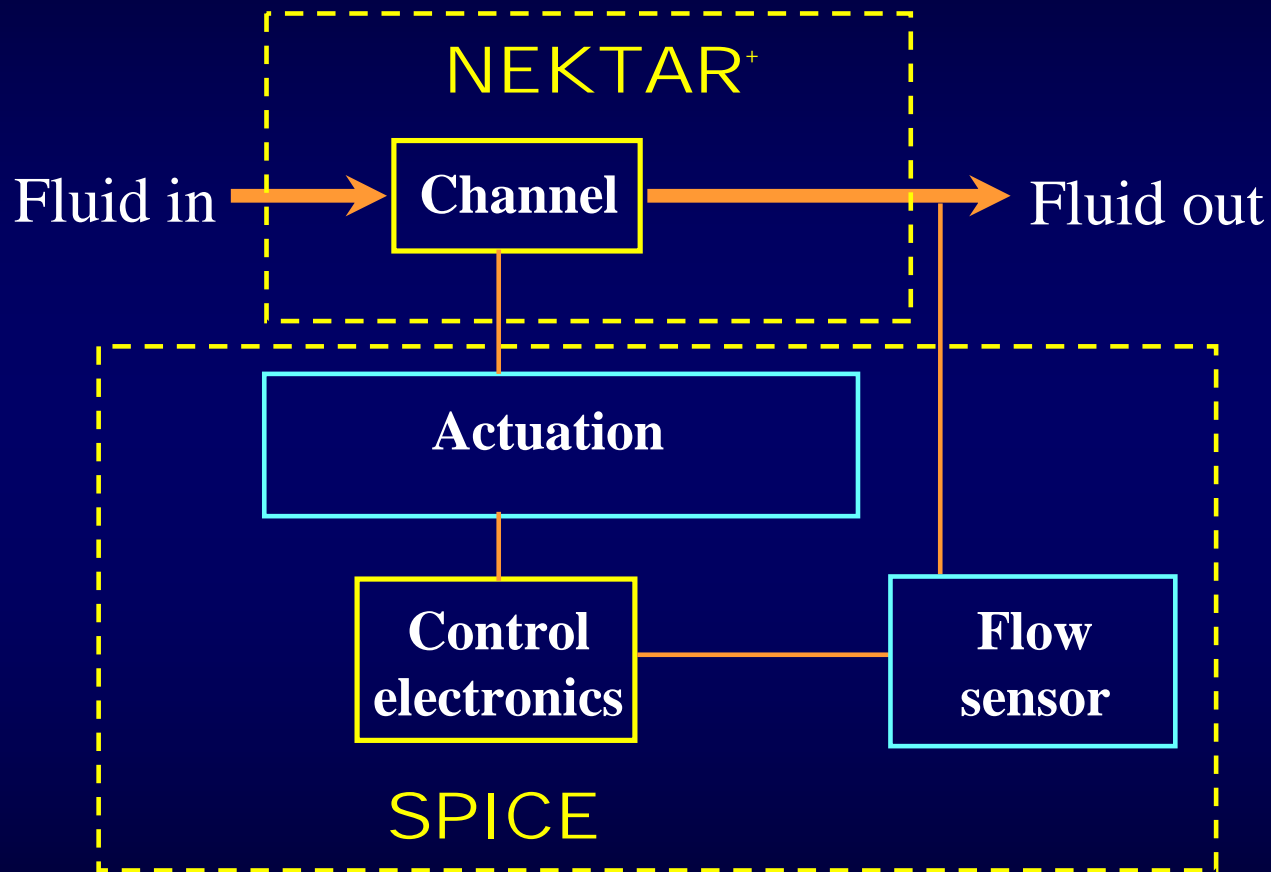 NEKTAR+
Fluid in
Channel
Fluid out
Actuation
Control
electronics
Flow
sensor
SPICE